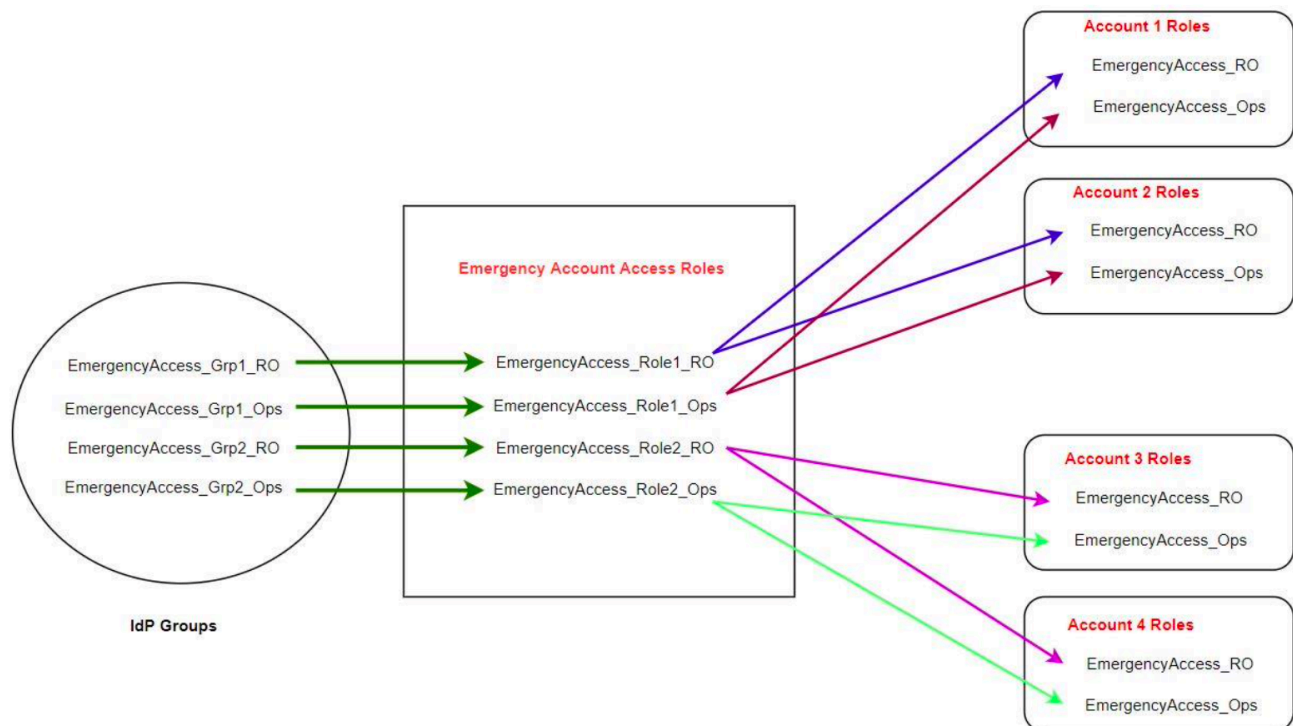 EmergencyAccess_Grp1_RO
EmergencyAccess_Grp1_Ops
EmergencyAccess_Grp2_RO
EmergencyAccess_Grp2_Ops
IdP Groups
Emergency Account Access Roles
EmergencyAccess_Role1_RO
EmergencyAccess_Role1_Ops
EmergencyAccess_Role2_RO
EmergencyAccess_Role2_Ops
Account 1 Roles
EmergencyAccess_RO
EmergencyAccess_Ops
Account 2 Roles
EmergencyAccess_RO
EmergencyAccess_Ops
Account 3 Roles
EmergencyAccess_RO
EmergencyAccess_Ops
Account 4 Roles
EmergencyAccess_RO
EmergencyAccess_Ops